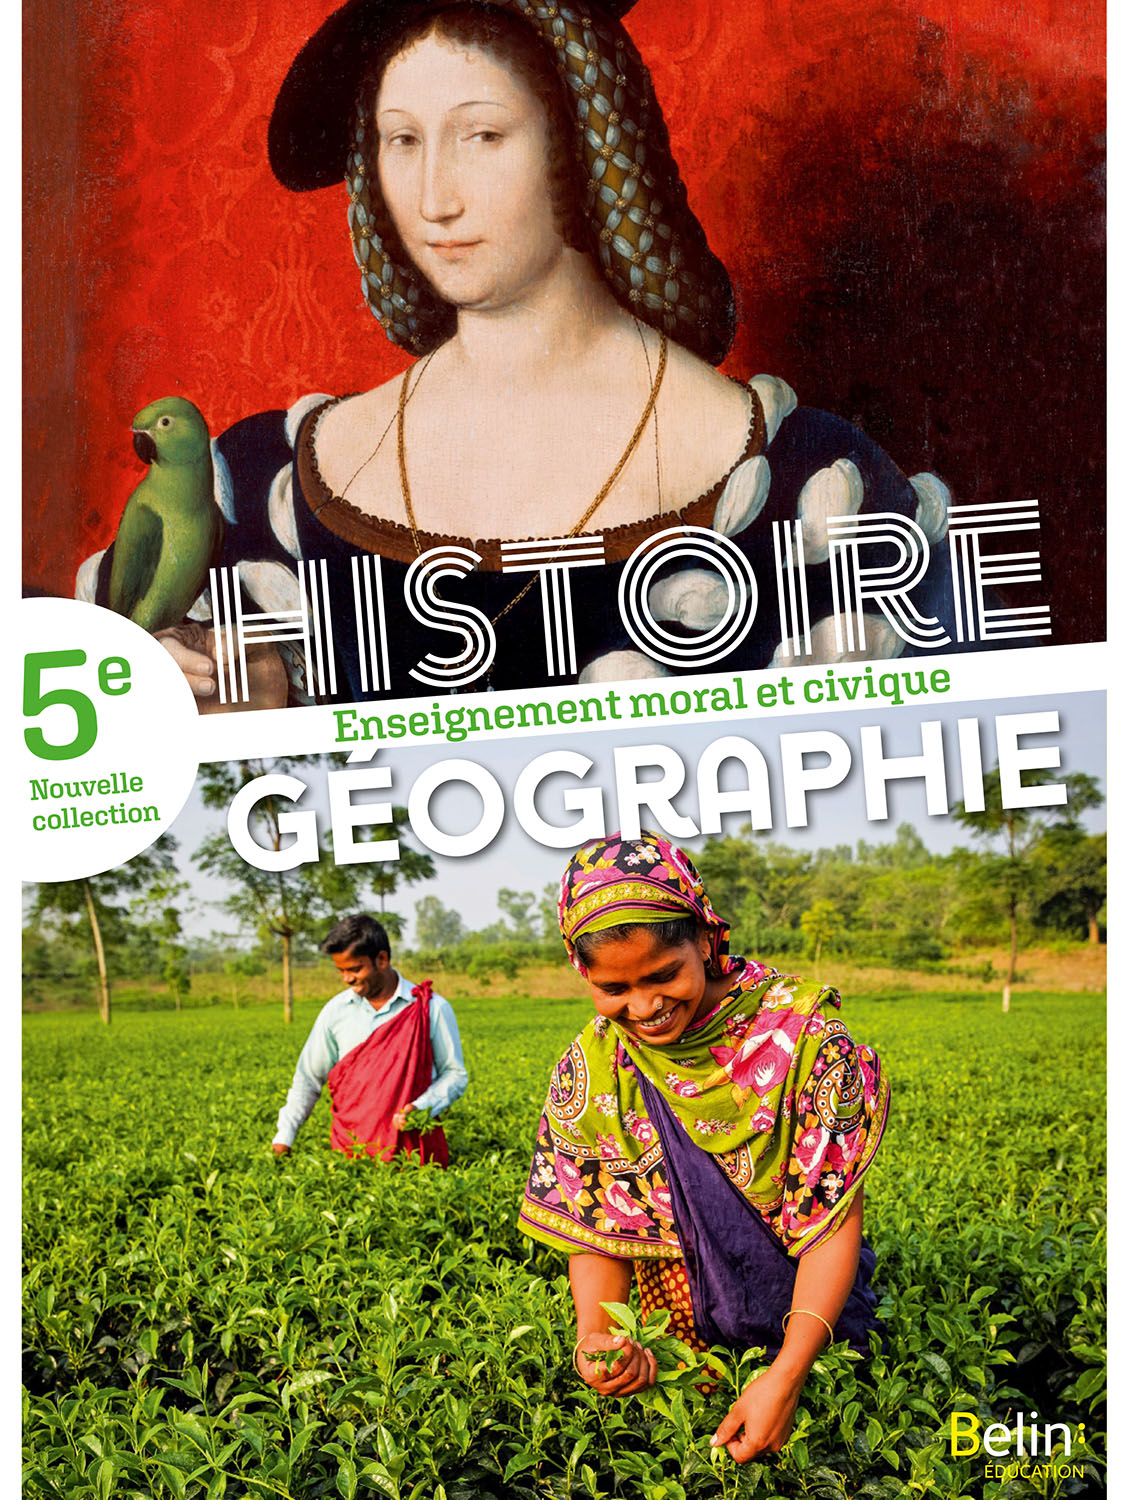 HISTOIRE
5e
Enseignement moral et civique
Nouvelle
collection
GÉOGRAPHIE
Belin:
ÉDUCATION